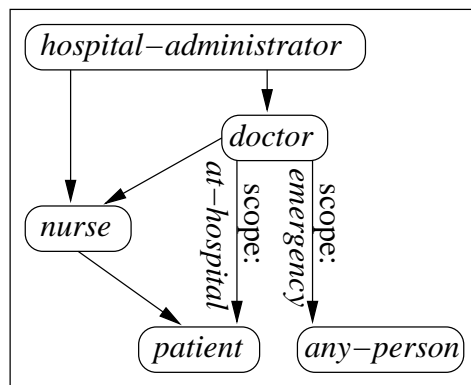 hospital−administrator
doctor
scope:
at−hospital
scope:
emergency
nurse
patient
any−person